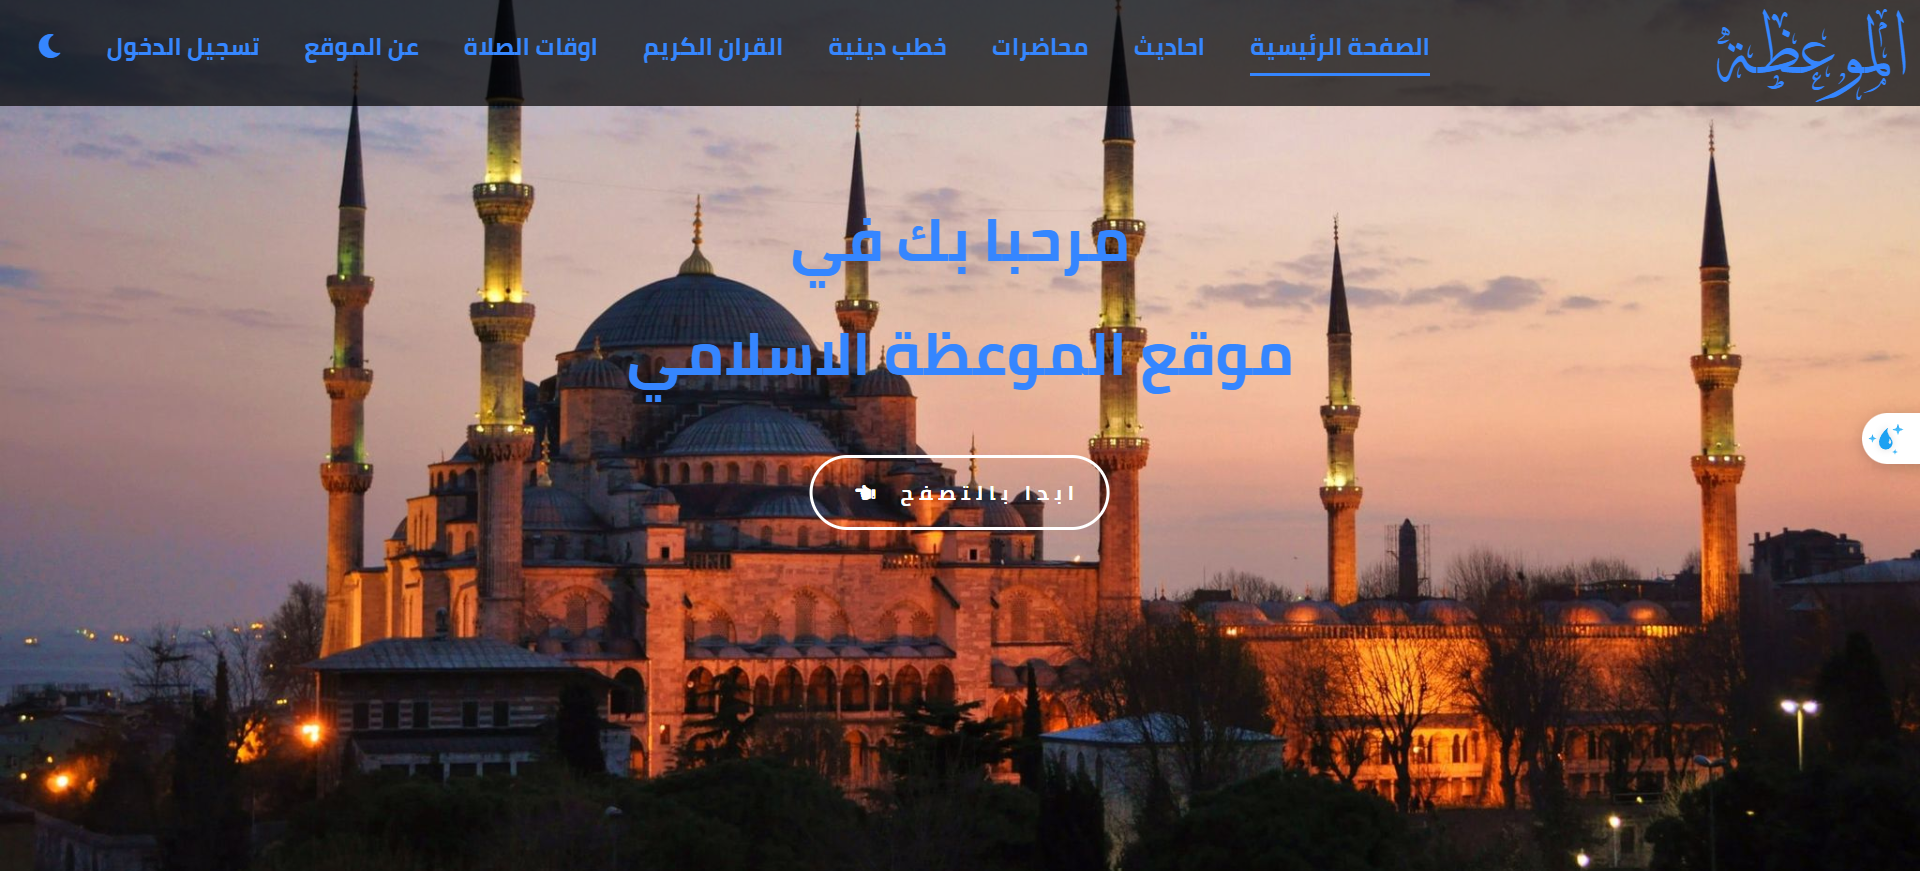 الموعظة
الصفحة الرئيسية
احاديث
محاضرات
خطب دينية
القران الكريم
اوقات الصلاة
عن الموقع
تسجيل الدخول
مرحبا بك في
موقع الموعظة الاسلامي
ابدا بالتصفح